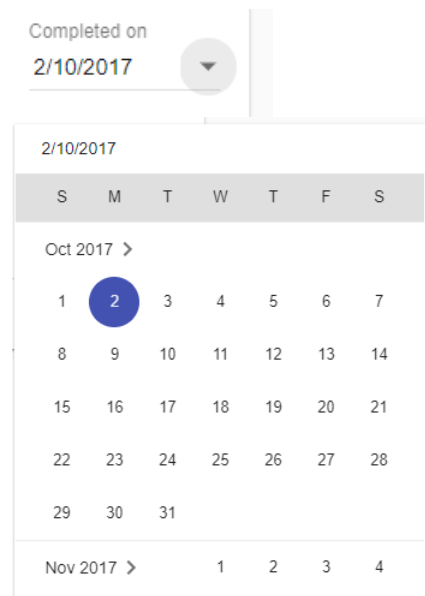 Completed on
2/10/2017
2/10/2017
S M T W T F S
Oct 2017
1 2 3 4 5 6 7
8 9 10 11 12 13 14
15 16 17 18 19 20 21
22 23 24 25 26 27 28
29 30 31
Nov 2017 1 2 3 4